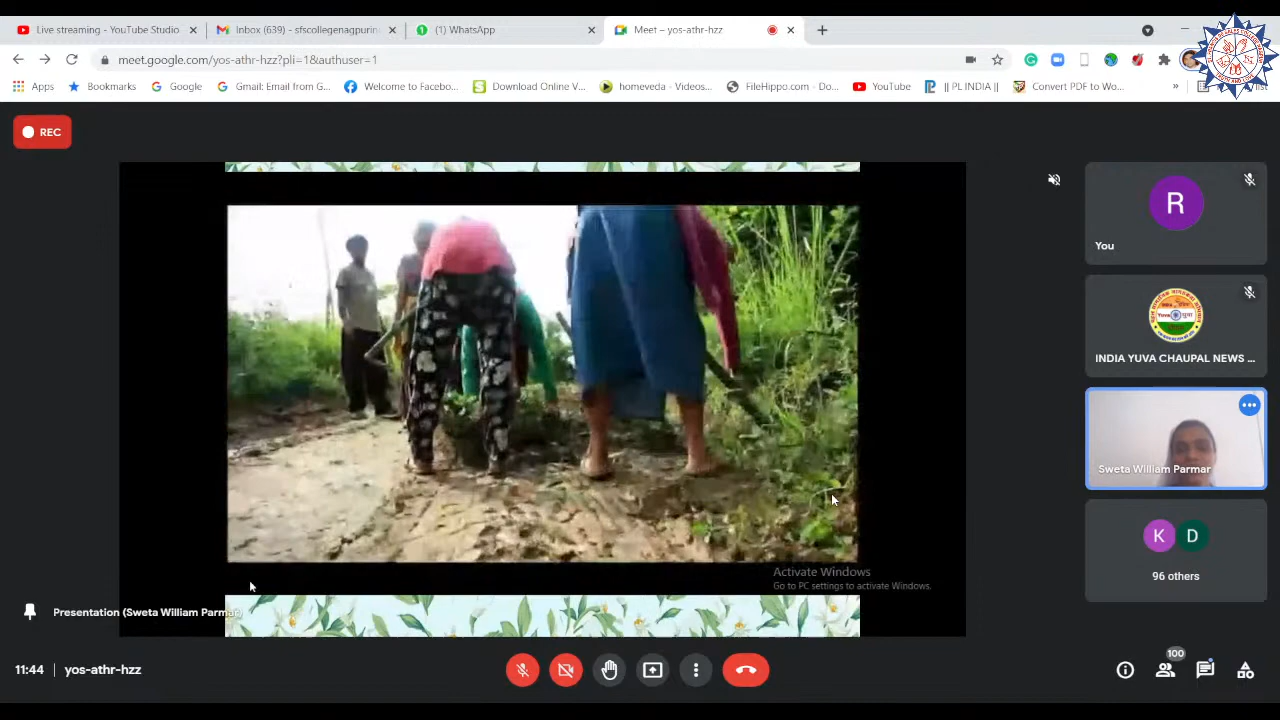 Live streaming - YouTube Studio
Inbox (639) - sfscollegenagpurin
(1) WhatsApp
Meet – yos-athr-hzz
meet.google.com/yos-athr-hzz?pli=1&authuser=1
Apps
Bookmarks
Google
Gmail: Email from G...
Welcome to Facebo...
Download Online V...
homeveda - Videos...
FileHippo.com - Do...
YouTube
|| PL INDIA ||
Convert PDF to Wo...
»
REC
R
You
INDIA YUVA CHAUPAL NEWS ...
Sweta William Parmar
K
D
96 others
Activate Windows
Go to PC settings to activate Windows.
Presentation (Sweta William Parmar)
11:44 | yos-athr-hzz
100